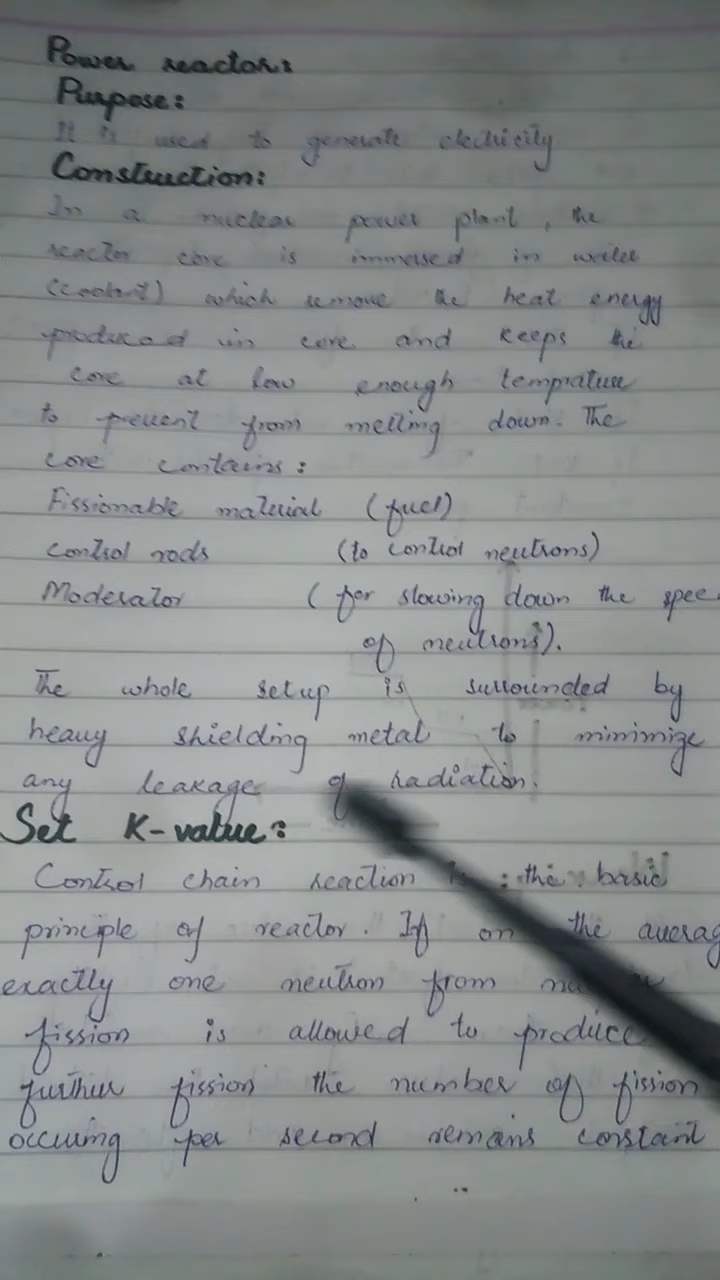 Power reactor:
Purpose:
It is used to generate electricity
Construction:
In a nuclear power plant, the
reactor core is immersed in water
(coolant) which remove the heat energy
produced in core and keeps the
core at low enough temprature
to prevent from melting down. The
core contains:
Fissionable material (fuel)
control rods (to control neutrons)
Moderator (for slowing down the spee
of neutrons).
The whole setup is surrounded by
heavy shielding metal to minimize
any leakage of radiation.
Set K-value:
Control chain reaction is the basic
principle of reactor. If on the averag
exactly one neutron from
fission is allowed to produce
further fission the number of fission
occuring per second remains constant